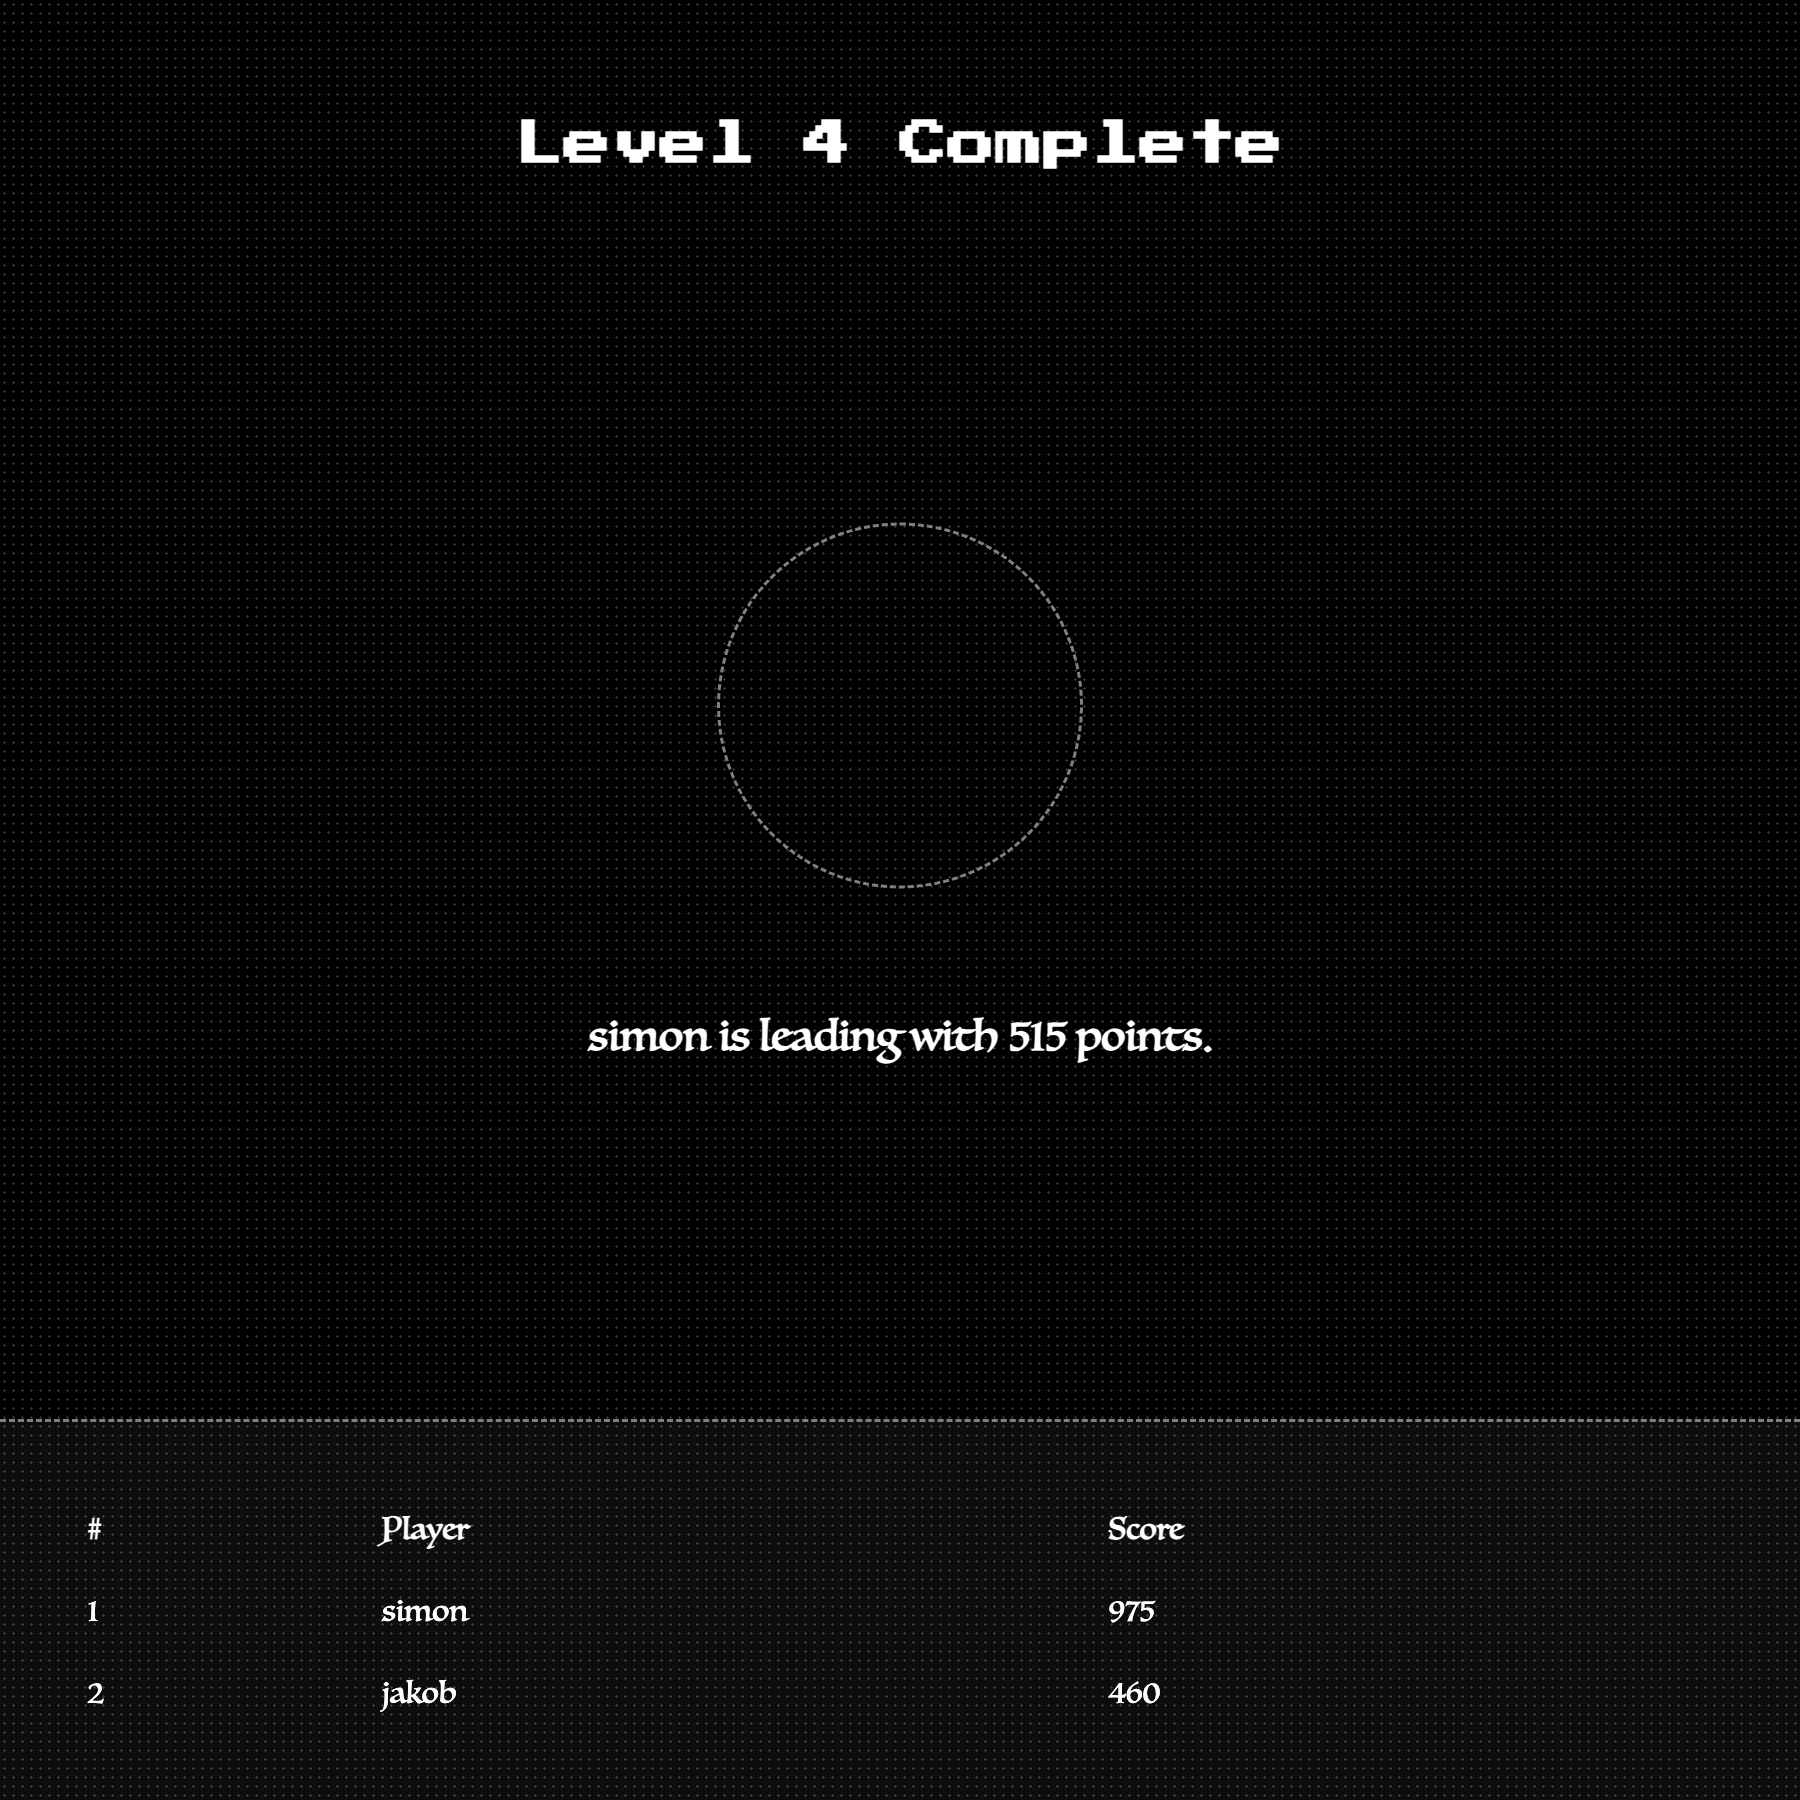 Level 4 Complete
simon is leading with 515 points.
# Player Score
1 simon 975
2 jakob 460